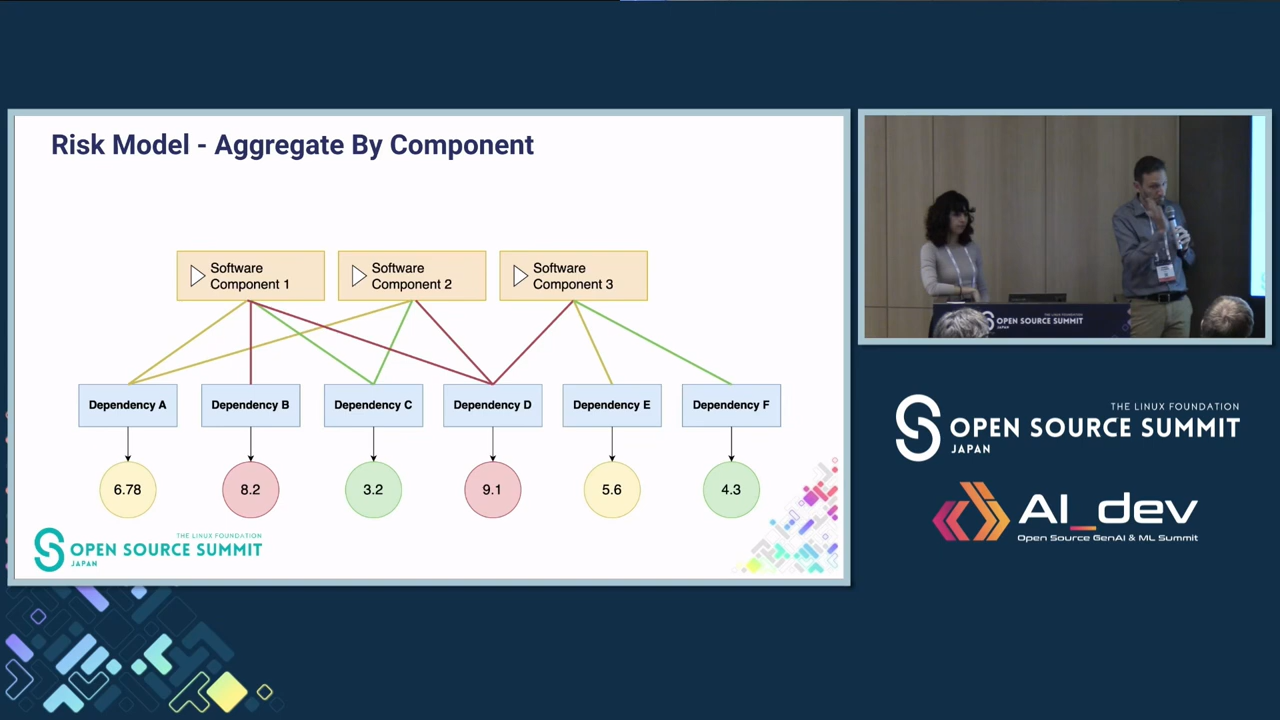 Risk Model - Aggregate By Component
Software
Component 1
Software
Component 2
Software
Component 3
Dependency A
Dependency B
Dependency C
Dependency D
Dependency E
Dependency F
6.78
8.2
3.2
9.1
5.6
4.3
THE LINUX FOUNDATION
OPEN SOURCE SUMMIT
JAPAN
OPEN SOURCE SUMMIT
JAPAN
THE LINUX FOUNDATION
OPEN SOURCE SUMMIT
JAPAN
AI_dev
Open Source GenAI & ML Summit